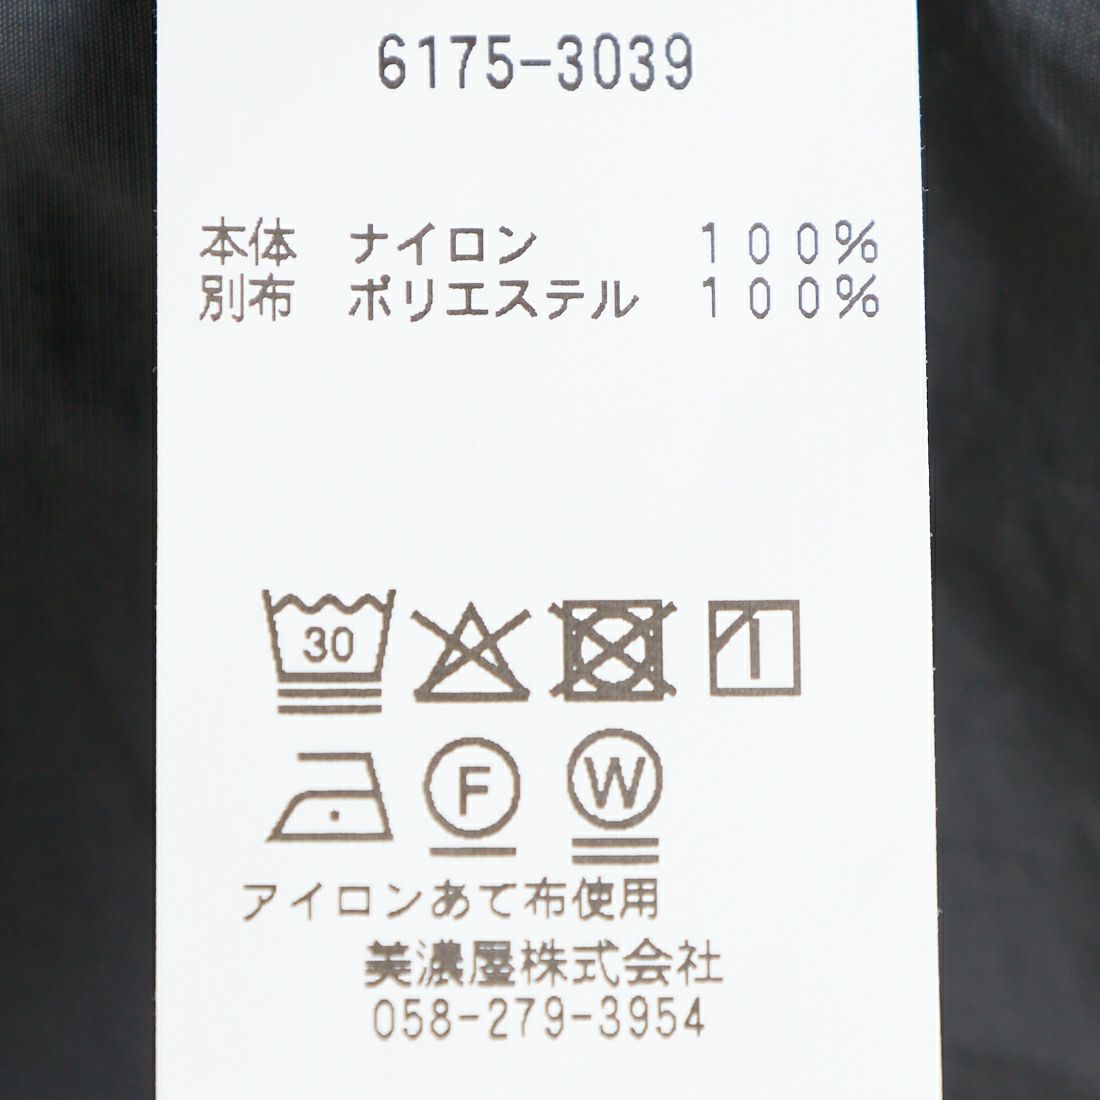 6175-3039
本体 ナイロン 100%
別布 ポリエステル 100%
30
F W
アイロンあて布使用
美濃屋株式会社
058-279-3954